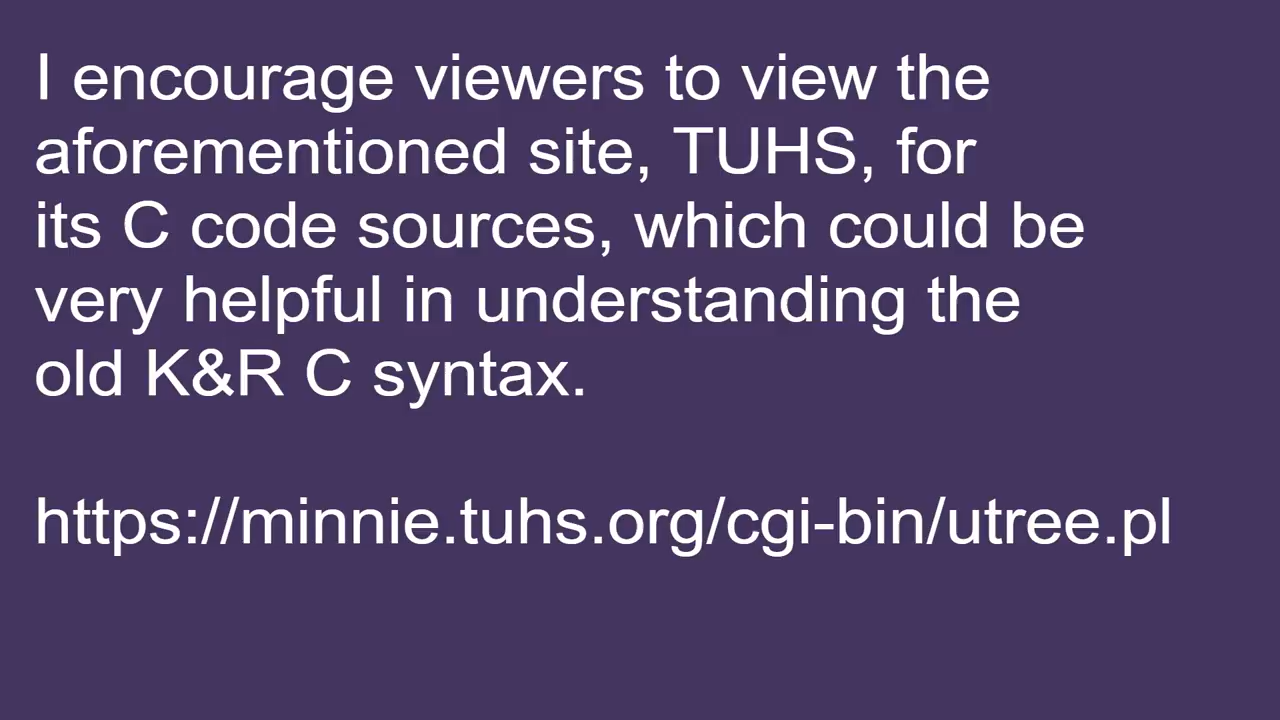 I encourage viewers to view the
aforementioned site, TUHS, for
its C code sources, which could be
very helpful in understanding the
old K&R C syntax.
https://minnie.tuhs.org/cgi-bin/utree.pl